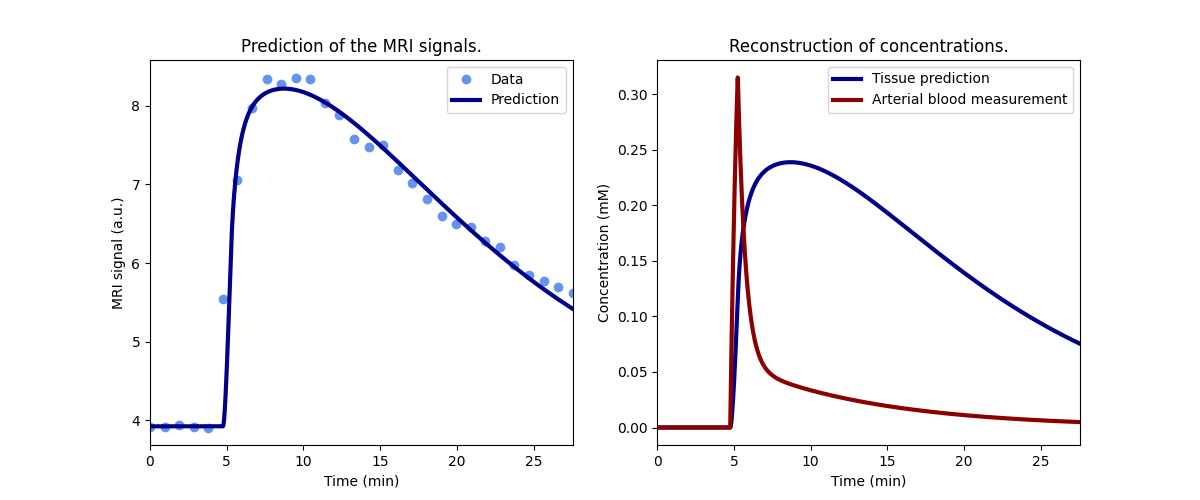 Prediction of the MRI signals.
Data
Prediction
8
7
6
5
4
MRI signal (a.u.)
0
5
10
15
20
25
Time (min)
Reconstruction of concentrations.
Tissue prediction
Arterial blood measurement
0.30
0.25
0.20
0.15
0.10
0.05
0.00
Concentration (mM)
0
5
10
15
20
25
Time (min)